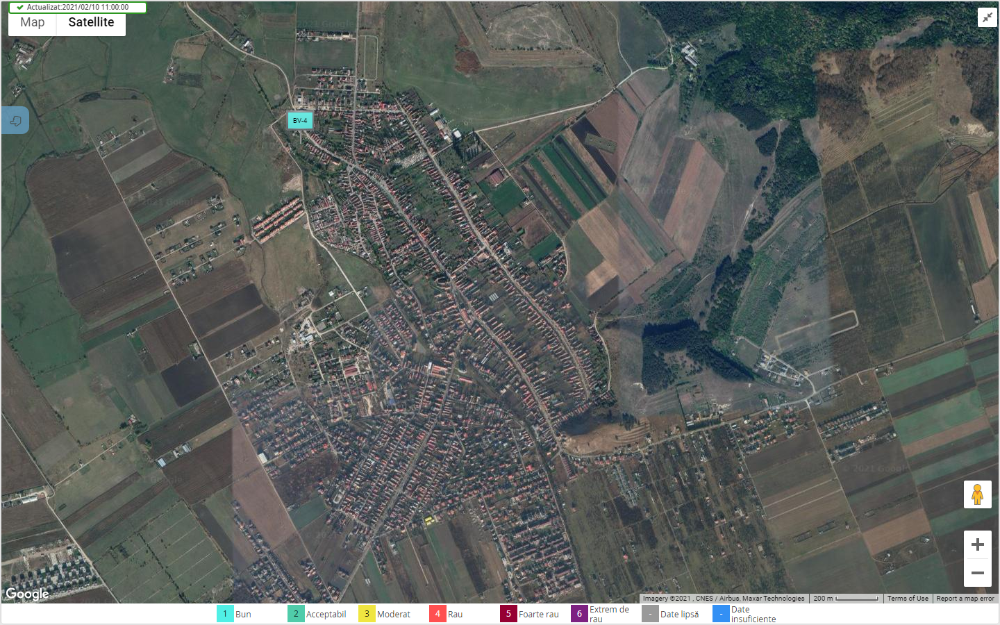 Actualizat:2021/02/10 11:00:00
Map
Satellite
BV-4
Google
Imagery ©2021 , CNES / Airbus, Maxar Technologies
200 m
Terms of Use
Report a map error
1 Bun
2 Acceptabil
3 Moderat
4 Rau
5 Foarte rau
6 Extrem de
rau
- Date lipsă
- Date
insuficiente